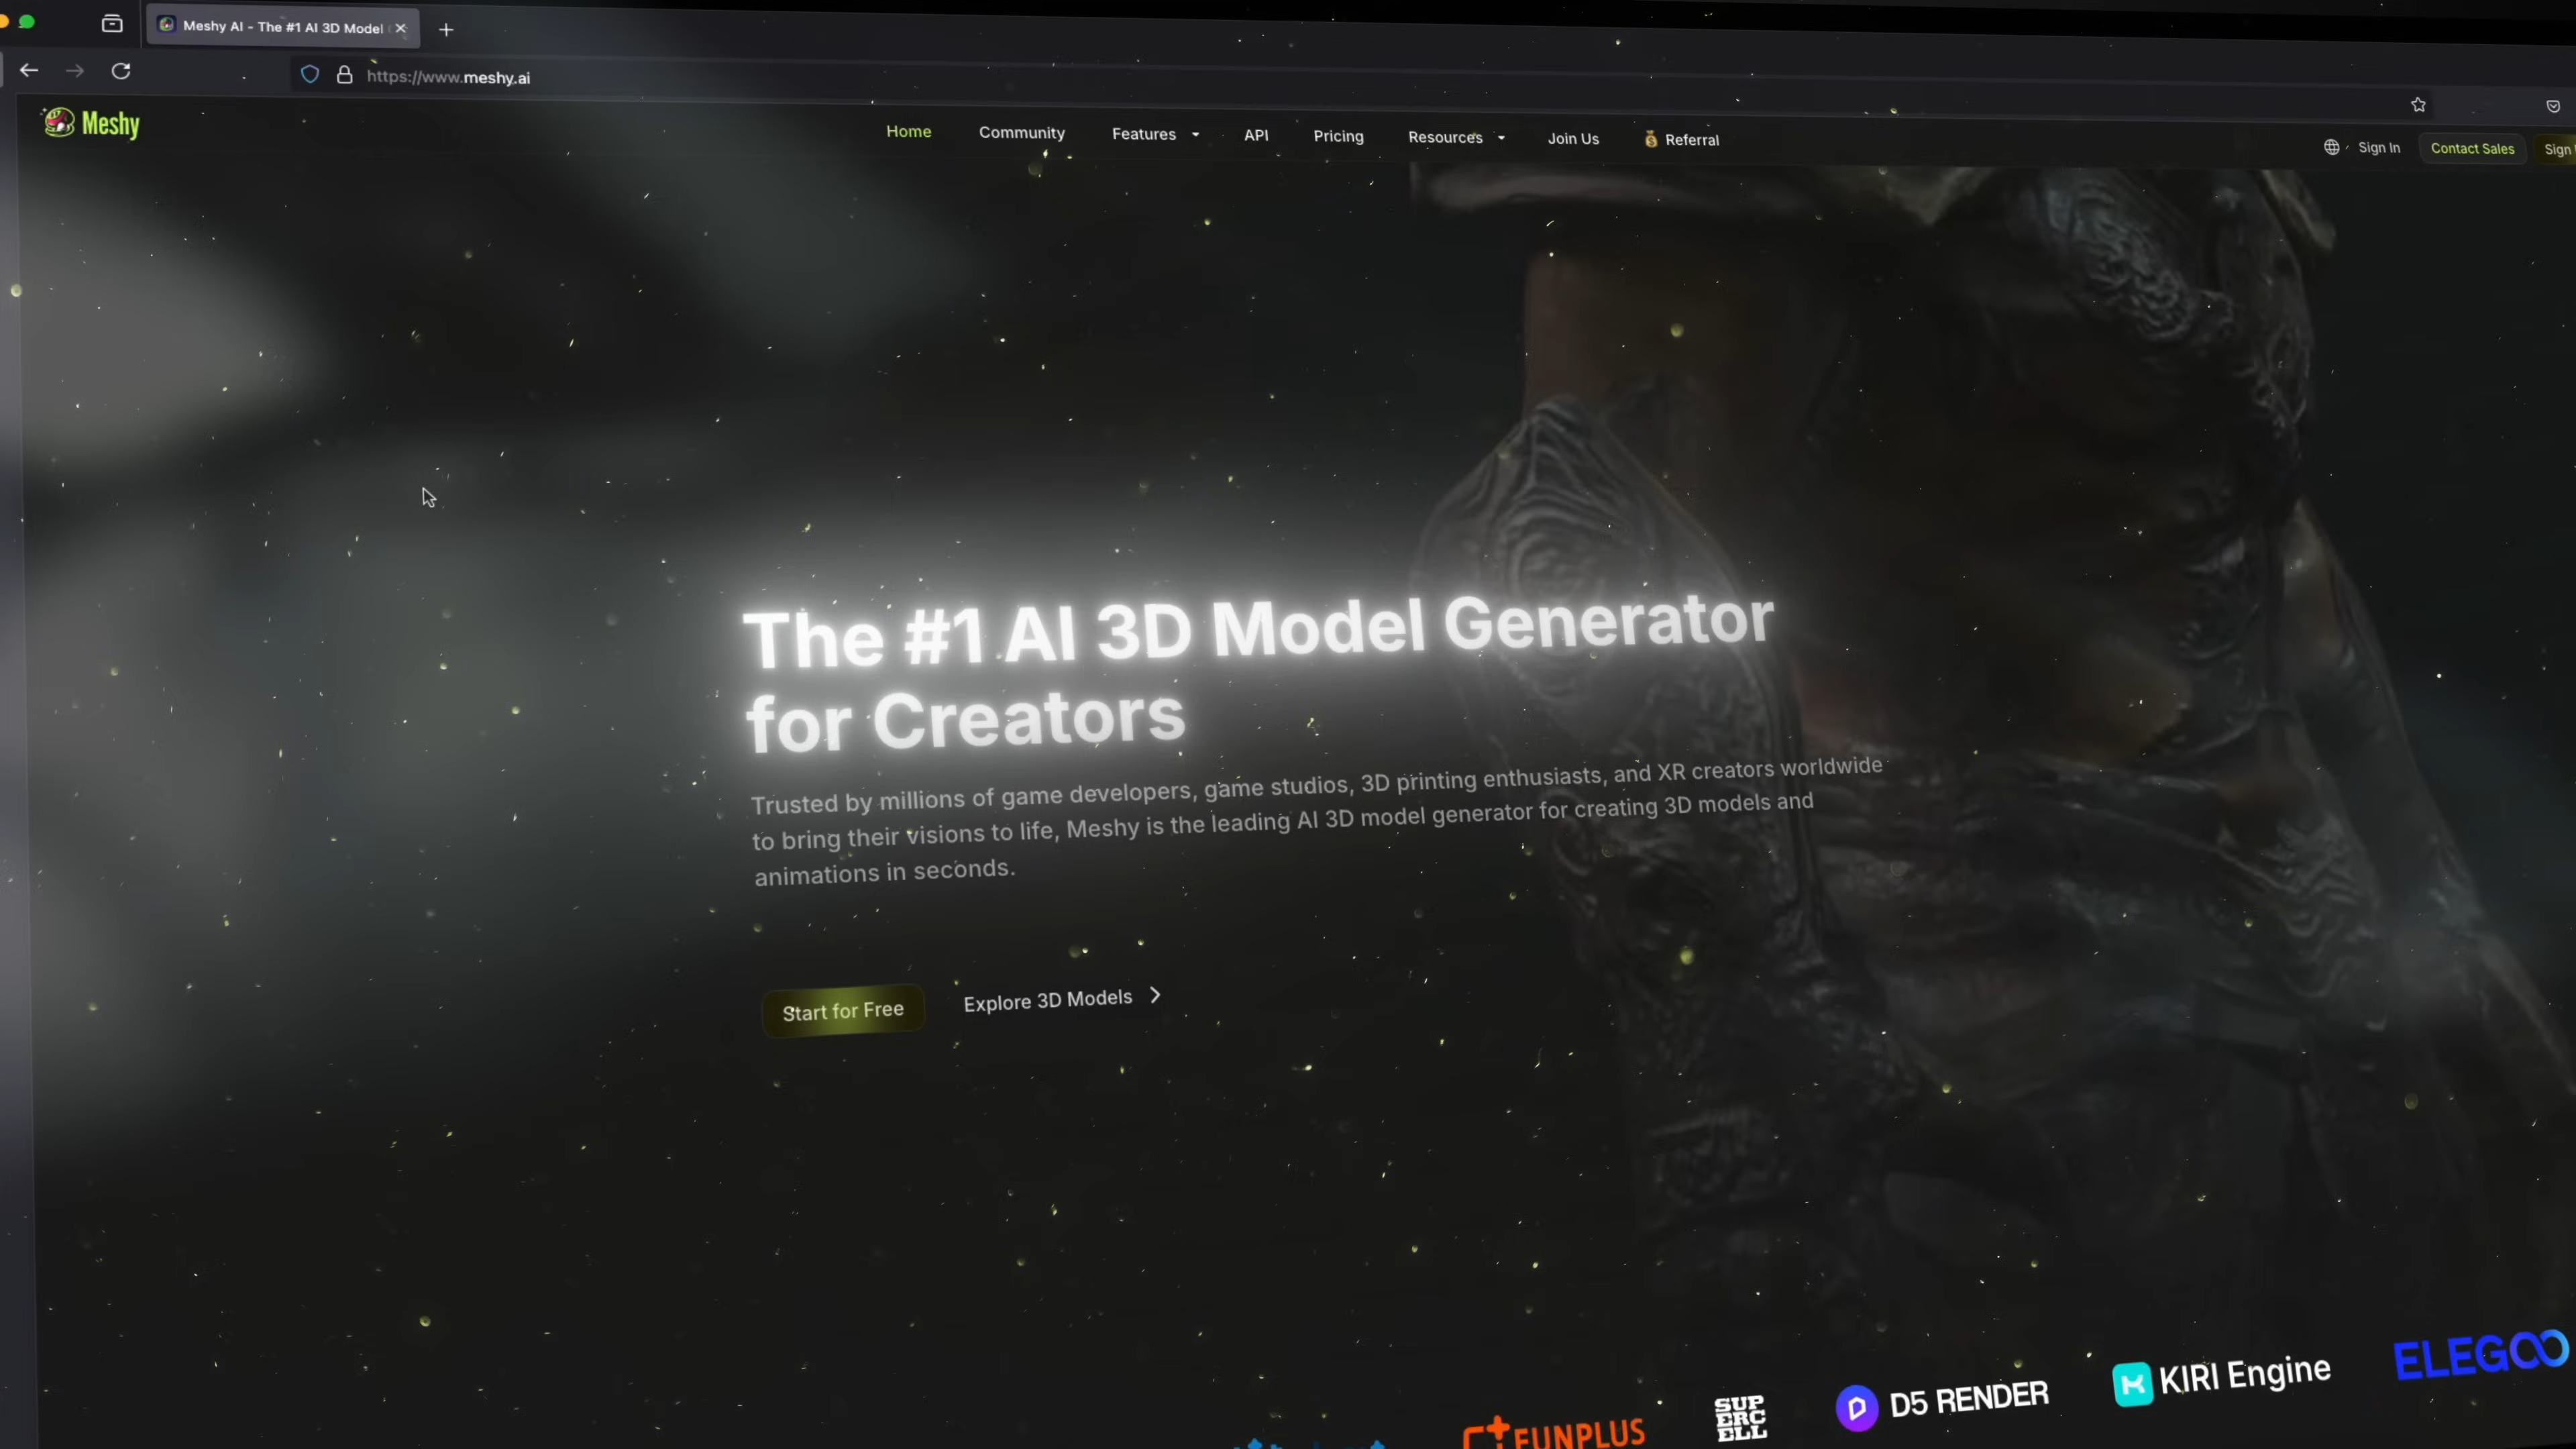 Meshy AI - The #1 AI 3D Model
https://www.meshy.ai
Meshy
Home
Community
Features
API
Pricing
Resources
Join Us
Referral
Sign In
Contact Sales
Sign
The #1 AI 3D Model Generator
for Creators
Trusted by millions of game developers, game studios, 3D printing enthusiasts, and XR creators worldwide
to bring their visions to life, Meshy is the leading AI 3D model generator for creating 3D models and
animations in seconds.
Start for Free
Explore 3D Models
FUNPLUS
SUP
ERC
ELL
D5 RENDER
KIRI Engine
ELEGOO